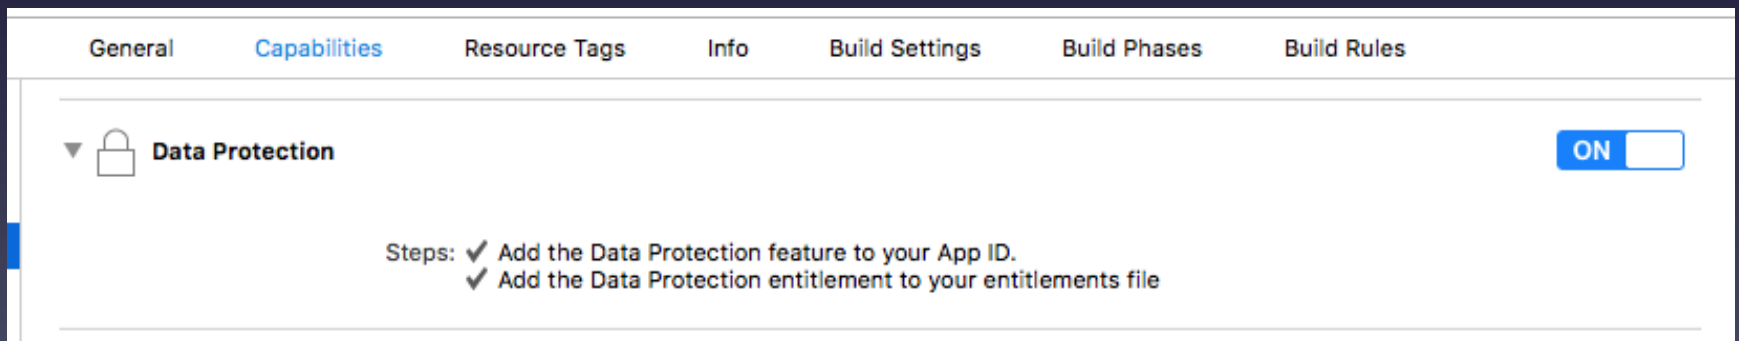 General Capabilities Resource Tags Info Build Settings Build Phases Build Rules
Data Protection ON
Steps: ✓ Add the Data Protection feature to your App ID.
✓ Add the Data Protection entitlement to your entitlements file